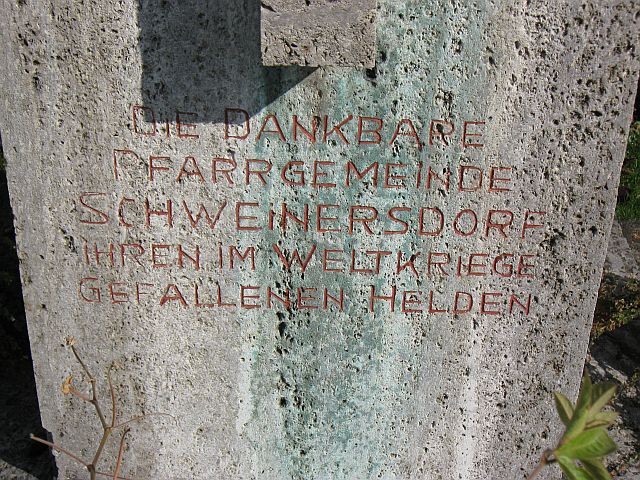 DIE DANKBARE
PFARRGEMEINDE
SCHWEINERSDORF
IHREN IM WELTKRIEGE
GEFALLENEN HELDEN